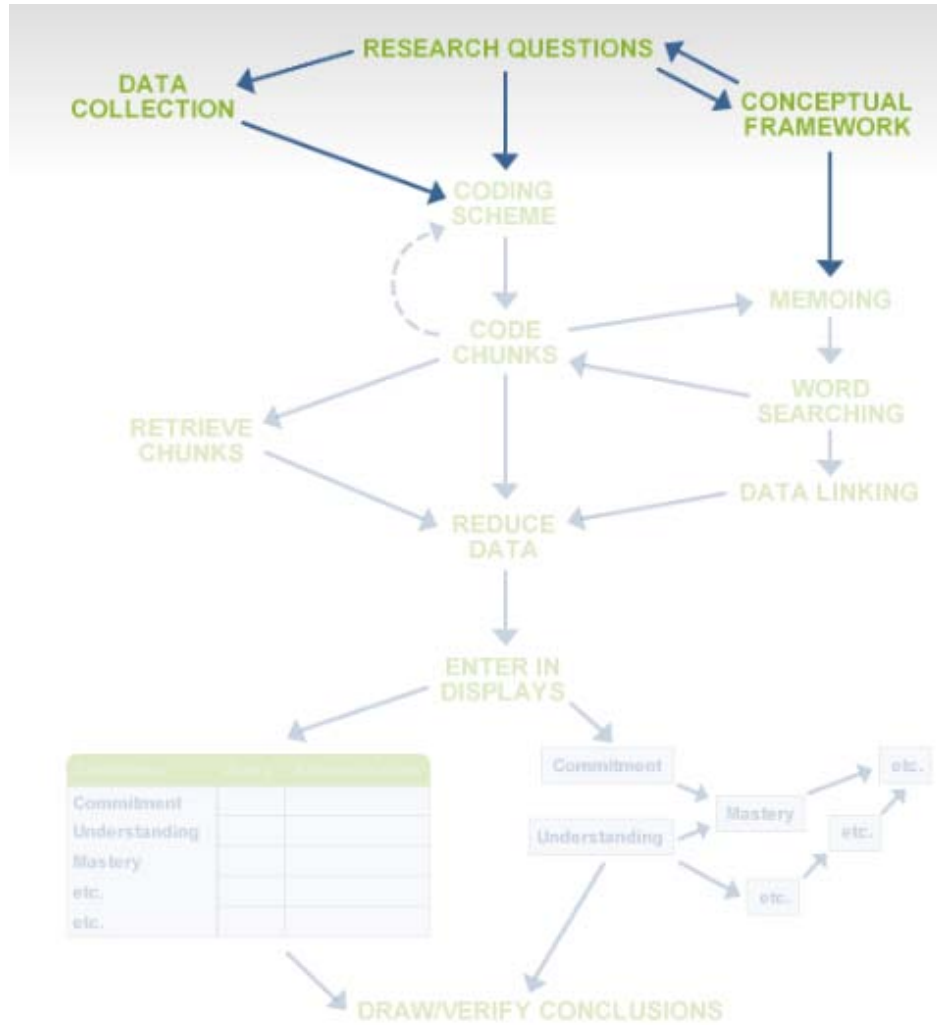 RESEARCH QUESTIONS
DATA
COLLECTION
CONCEPTUAL
FRAMEWORK
CODING
SCHEME
MEMOING
CODE
CHUNKS
WORD
SEARCHING
RETRIEVE
CHUNKS
DATA LINKING
REDUCE
DATA
ENTER IN
DISPLAYS
Commitment
Understanding
Mastery
etc.
etc.
Commitment
etc.
Mastery
Understanding
etc.
etc.
DRAW/VERIFY CONCLUSIONS